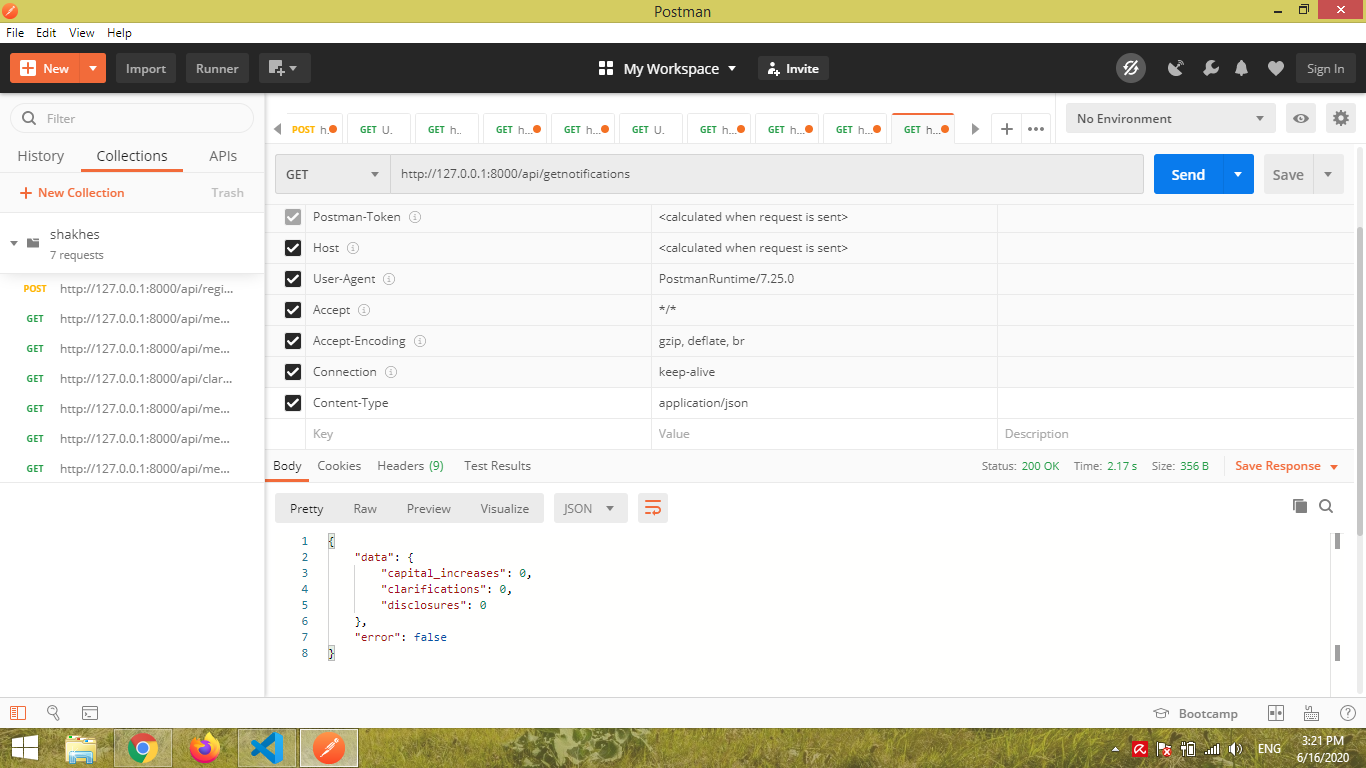 Postman
File Edit View Help
New Import Runner My Workspace Invite Sign In
Filter
History Collections APIs
New Collection Trash
shakhes
7 requests
POST http://127.0.0.1:8000/api/regi...
GET http://127.0.0.1:8000/api/me...
GET http://127.0.0.1:8000/api/me...
GET http://127.0.0.1:8000/api/clar...
GET http://127.0.0.1:8000/api/me...
GET http://127.0.0.1:8000/api/me...
GET http://127.0.0.1:8000/api/me...
POST h. GET U. GET h.. GET h... GET h... GET U. GET h... GET h... GET h... GET h...
No Environment
GET http://127.0.0.1:8000/api/getnotifications Send Save
Postman-Token <calculated when request is sent>
Host <calculated when request is sent>
User-Agent PostmanRuntime/7.25.0
Accept */*
Accept-Encoding gzip, deflate, br
Connection keep-alive
Content-Type application/json
Key Value Description
Body Cookies Headers (9) Test Results Status: 200 OK Time: 2.17 s Size: 356 B Save Response
Pretty Raw Preview Visualize JSON
1 {
2 "data": {
3 "capital_increases": 0,
4 "clarifications": 0,
5 "disclosures": 0
6 },
7 "error": false
8 }
Bootcamp
ENG
3:21 PM
6/16/2020